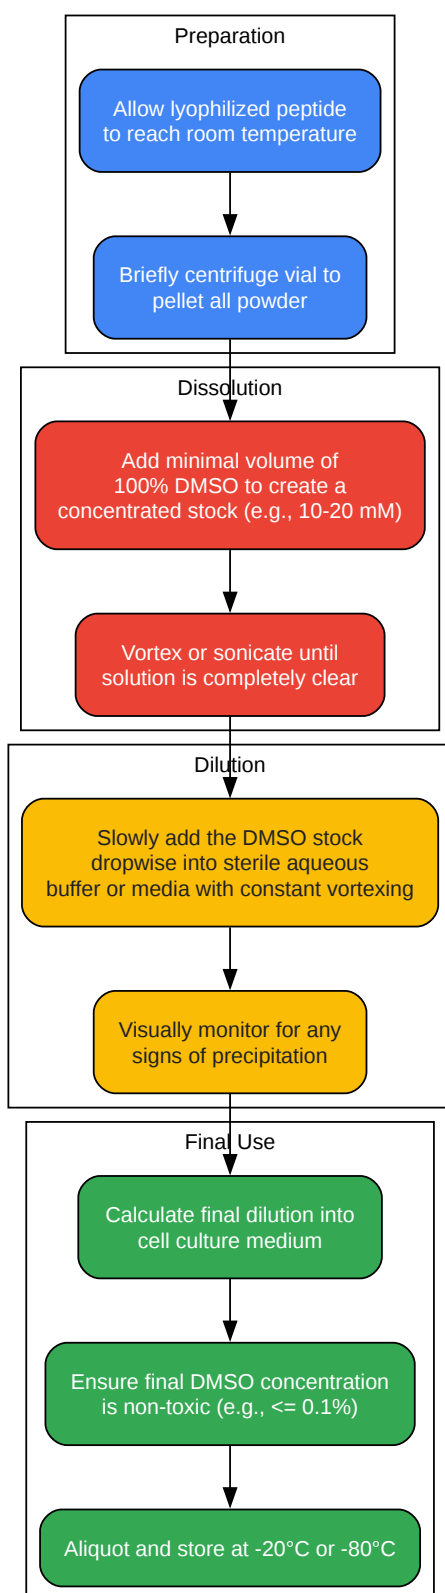 Preparation
Allow lyophilized peptide
to reach room temperature
Briefly centrifuge vial to
pellet all powder
Dissolution
Add minimal volume of
100% DMSO to create a
concentrated stock (e.g., 10-20 mM)
Vortex or sonicate until
solution is completely clear
Dilution
Slowly add the DMSO stock
dropwise into sterile aqueous
buffer or media with constant vortexing
Visually monitor for any
signs of precipitation
Final Use
Calculate final dilution into
cell culture medium
Ensure final DMSO concentration
is non-toxic (e.g., <= 0.1%)
Aliquot and store at -20°C or -80°C